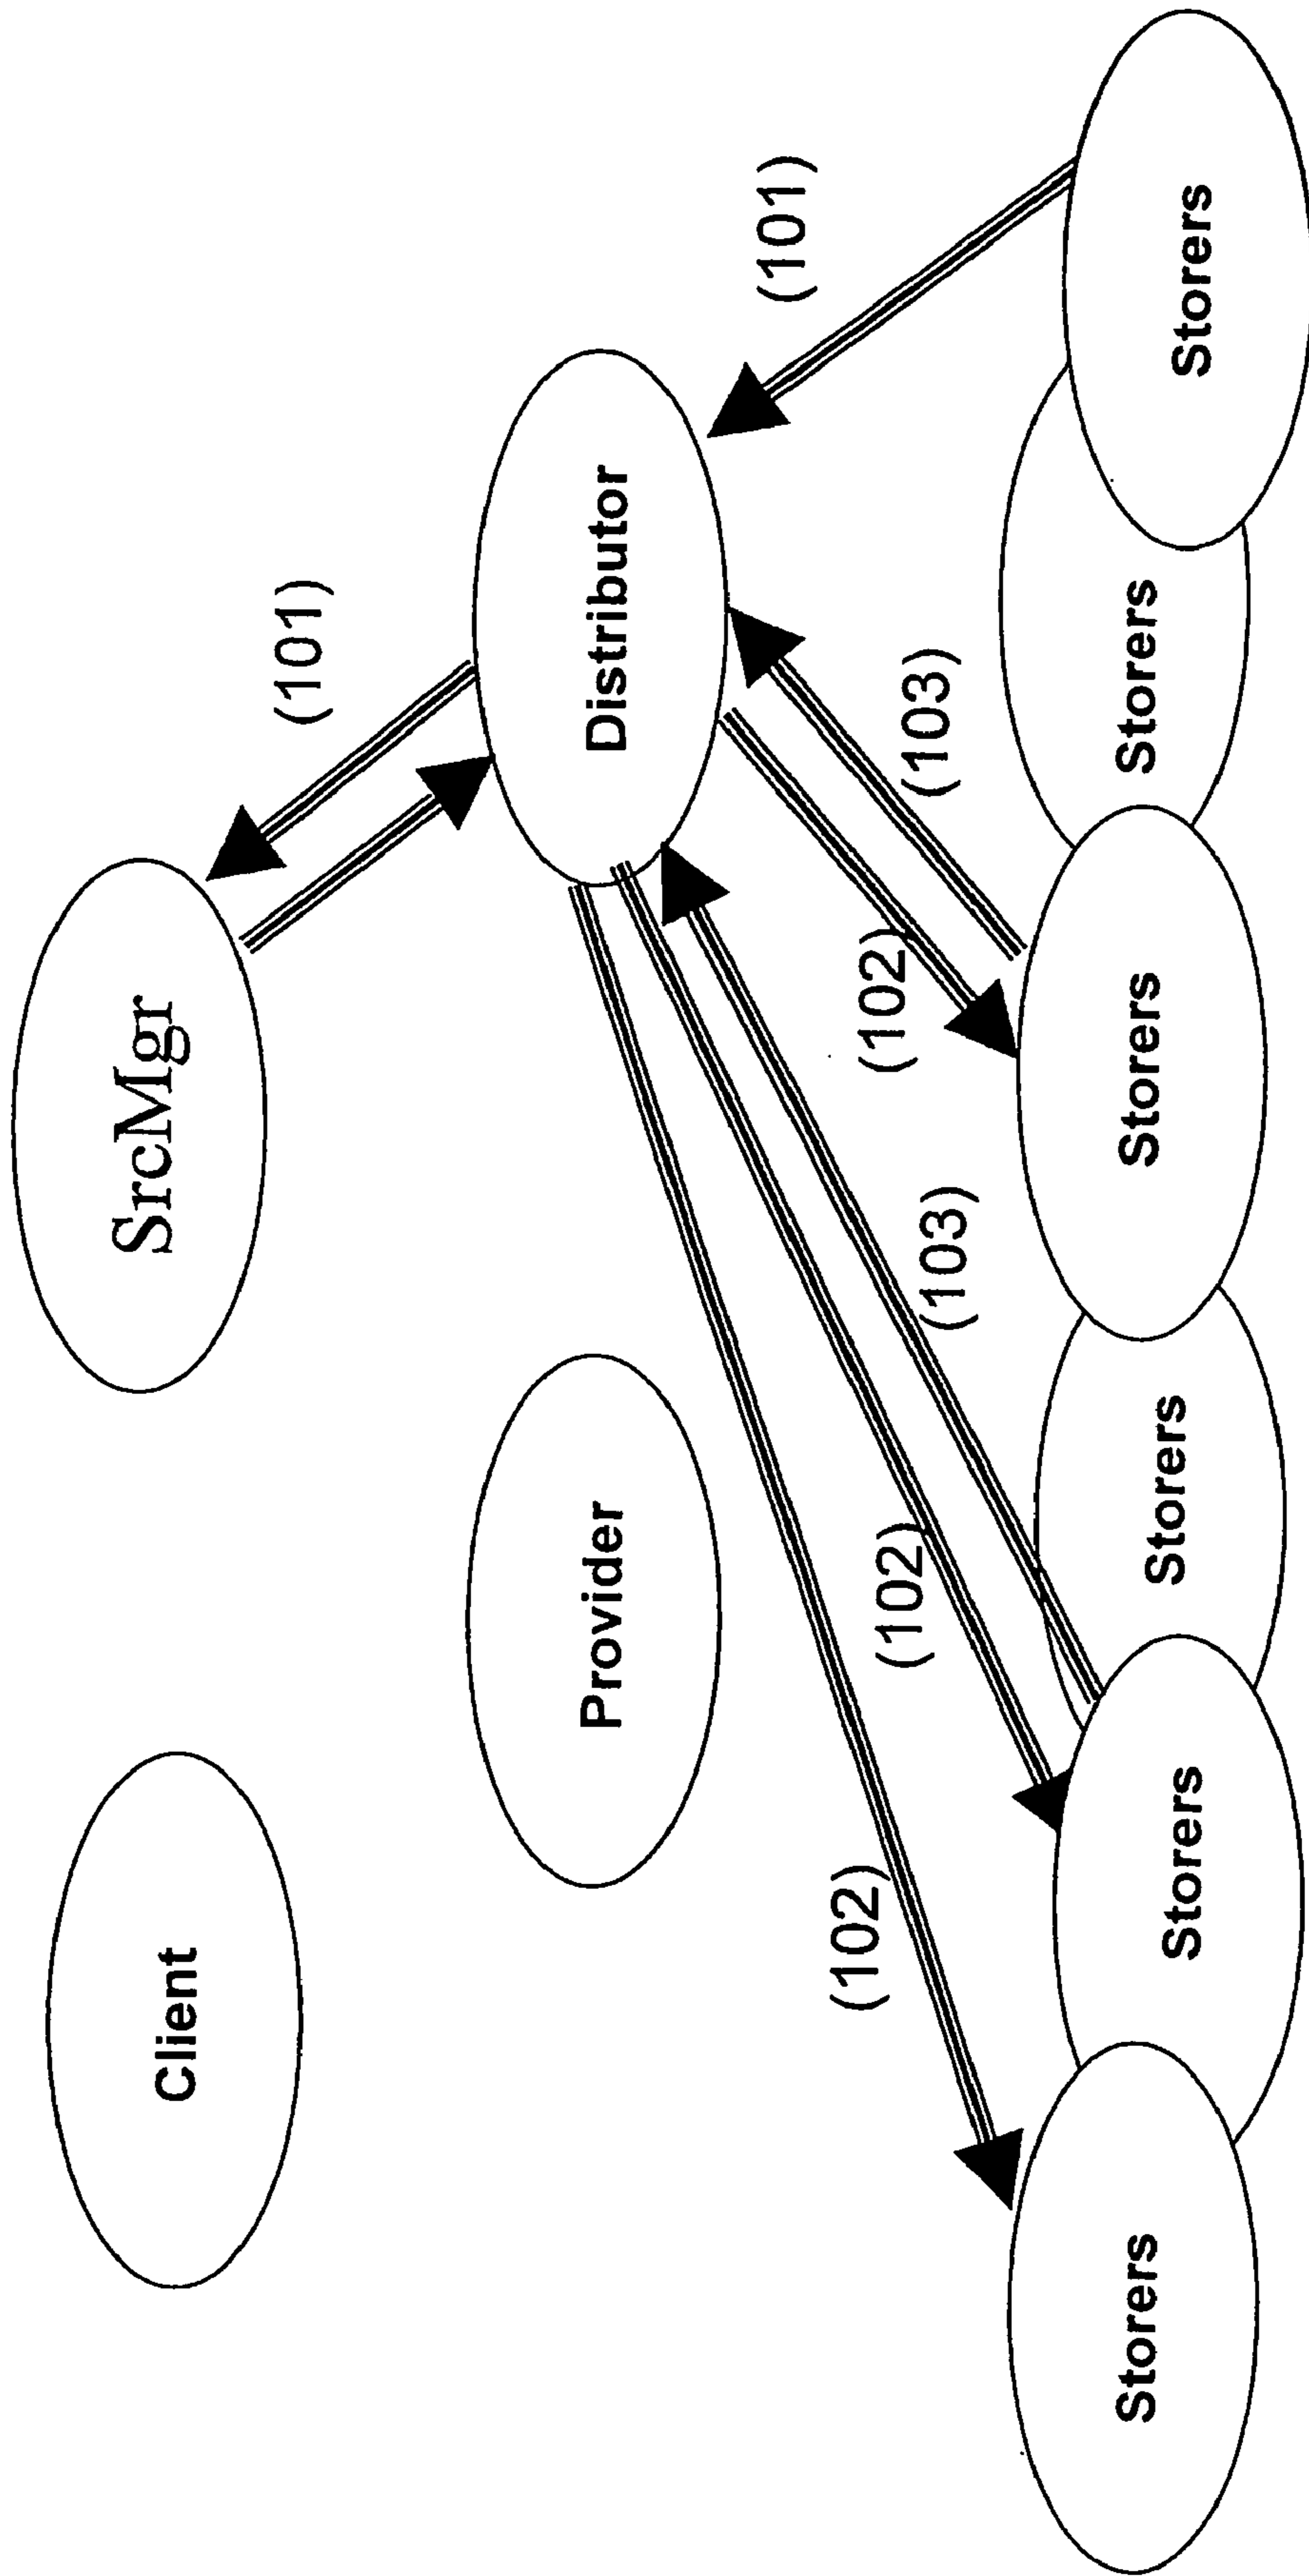 Client
SrcMgr
(101)
Provider
Distributor
(101)
(102)
(102)
(103)
(102)
(103)
Storers
Storers
Storers
Storers
Storers
Storers